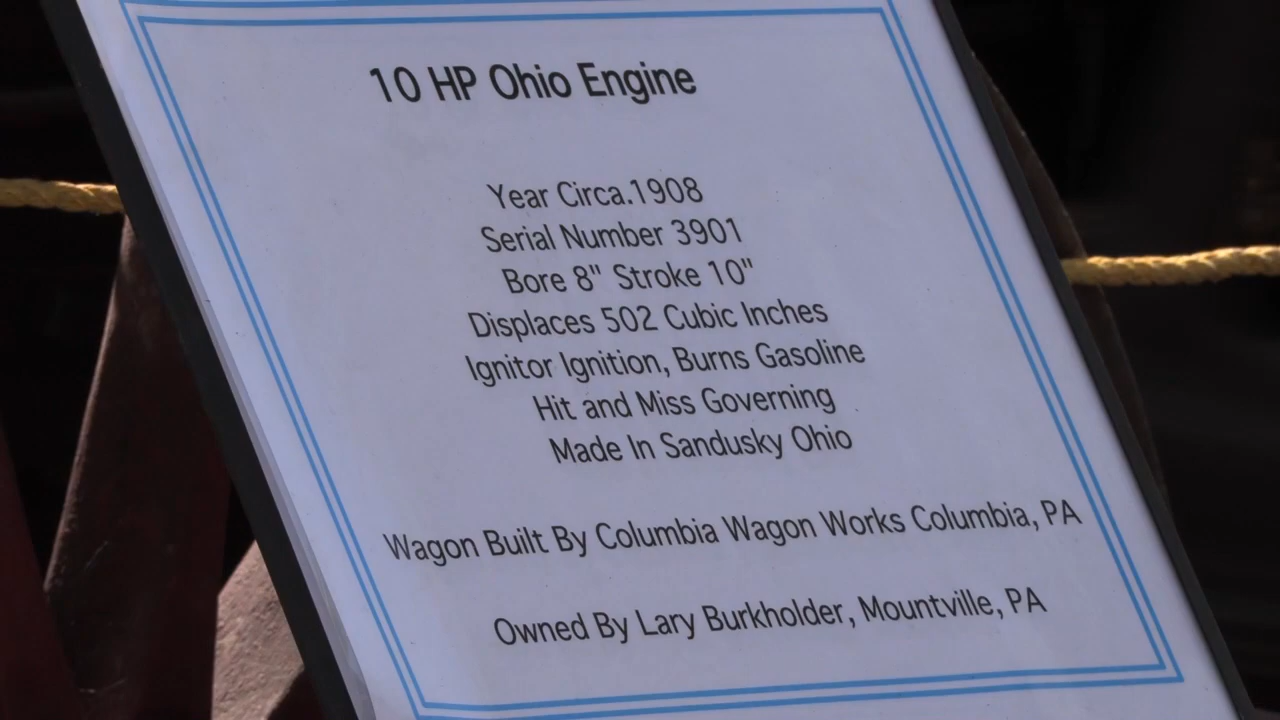 10 HP Ohio Engine
Year Circa.1908
Serial Number 3901
Bore 8" Stroke 10"
Displaces 502 Cubic Inches
Ignitor Ignition, Burns Gasoline
Hit and Miss Governing
Made In Sandusky Ohio
Wagon Built By Columbia Wagon Works Columbia, PA
Owned By Lary Burkholder, Mountville, PA